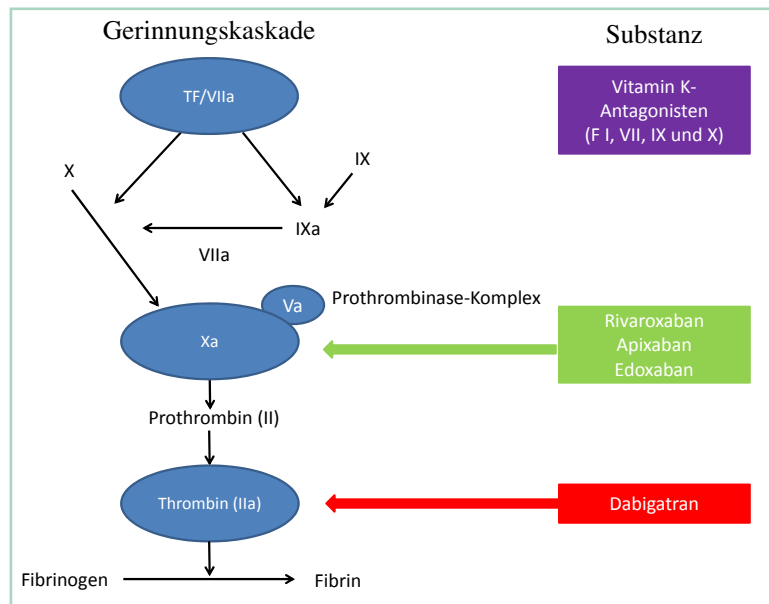 Gerinnungskaskade
Substanz
TF/VIIa
Vitamin K-
Antagonisten
(F I, VII, IX und X)
X
IX
IXa
VIIa
Va
Prothrombinase-Komplex
Xa
Rivaroxaban
Apixaban
Edoxaban
Prothrombin (II)
Thrombin (IIa)
Dabigatran
Fibrinogen
Fibrin